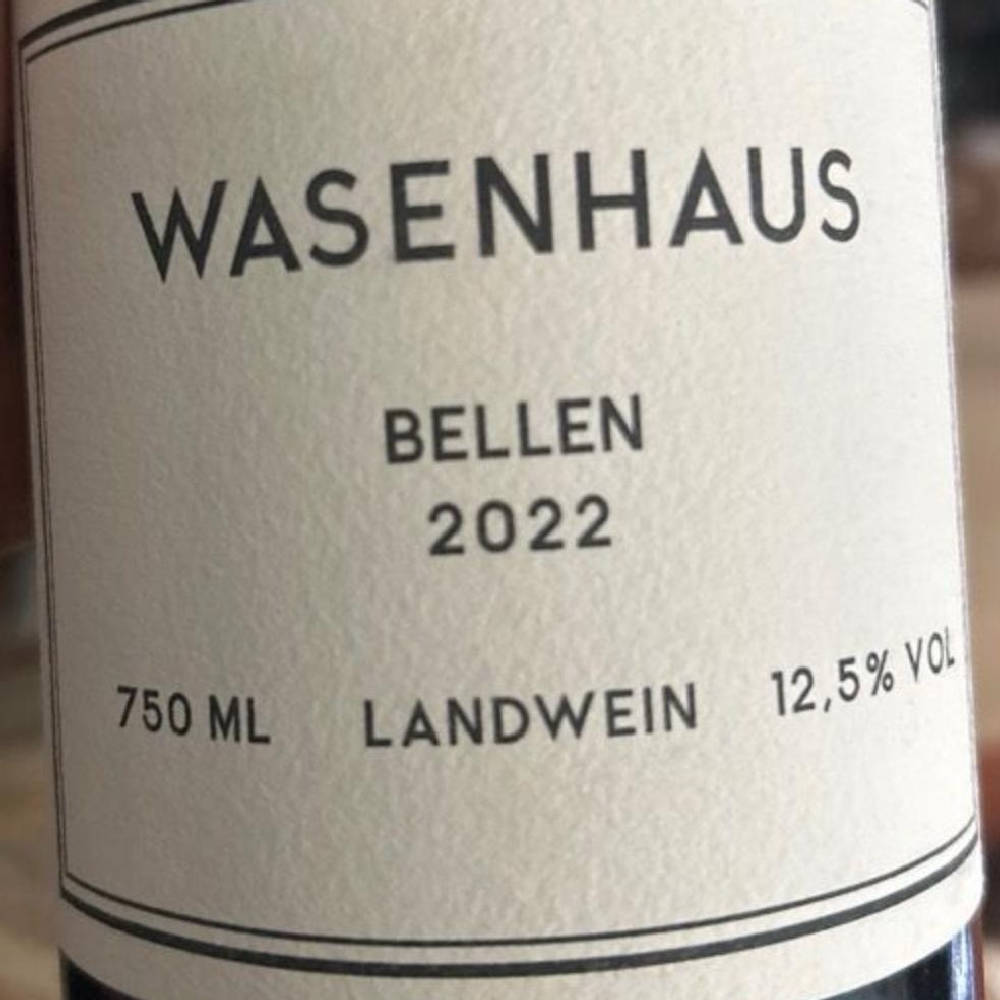 WASENHAUS
BELLEN
2022
750 ML LANDWEIN 12,5% VOL